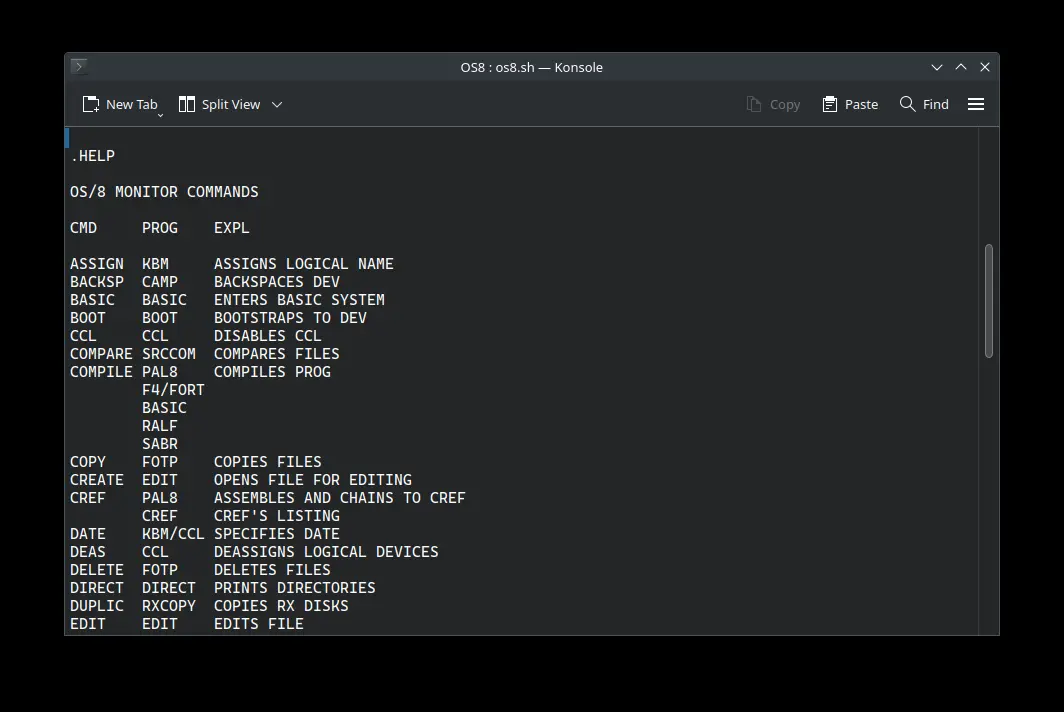 OS8 : os8.sh — Konsole
New Tab Split View Copy Paste Find
.HELP
OS/8 MONITOR COMMANDS
CMD PROG EXPL
ASSIGN KBM ASSIGNS LOGICAL NAME
BACKSP CAMP BACKSPACES DEV
BASIC BASIC ENTERS BASIC SYSTEM
BOOT BOOT BOOTSTRAPS TO DEV
CCL CCL DISABLES CCL
COMPARE SRCCOM COMPARES FILES
COMPILE PAL8 COMPILES PROG
F4/FORT
BASIC
RALF
SABR
COPY FOTP COPIES FILES
CREATE EDIT OPENS FILE FOR EDITING
CREF PAL8 ASSEMBLES AND CHAINS TO CREF
CREF CREF'S LISTING
DATE KBM/CCL SPECIFIES DATE
DEAS CCL DEASSIGNS LOGICAL DEVICES
DELETE FOTP DELETES FILES
DIRECT DIRECT PRINTS DIRECTORIES
DUPLIC RXCOPY COPIES RX DISKS
EDIT EDIT EDITS FILE